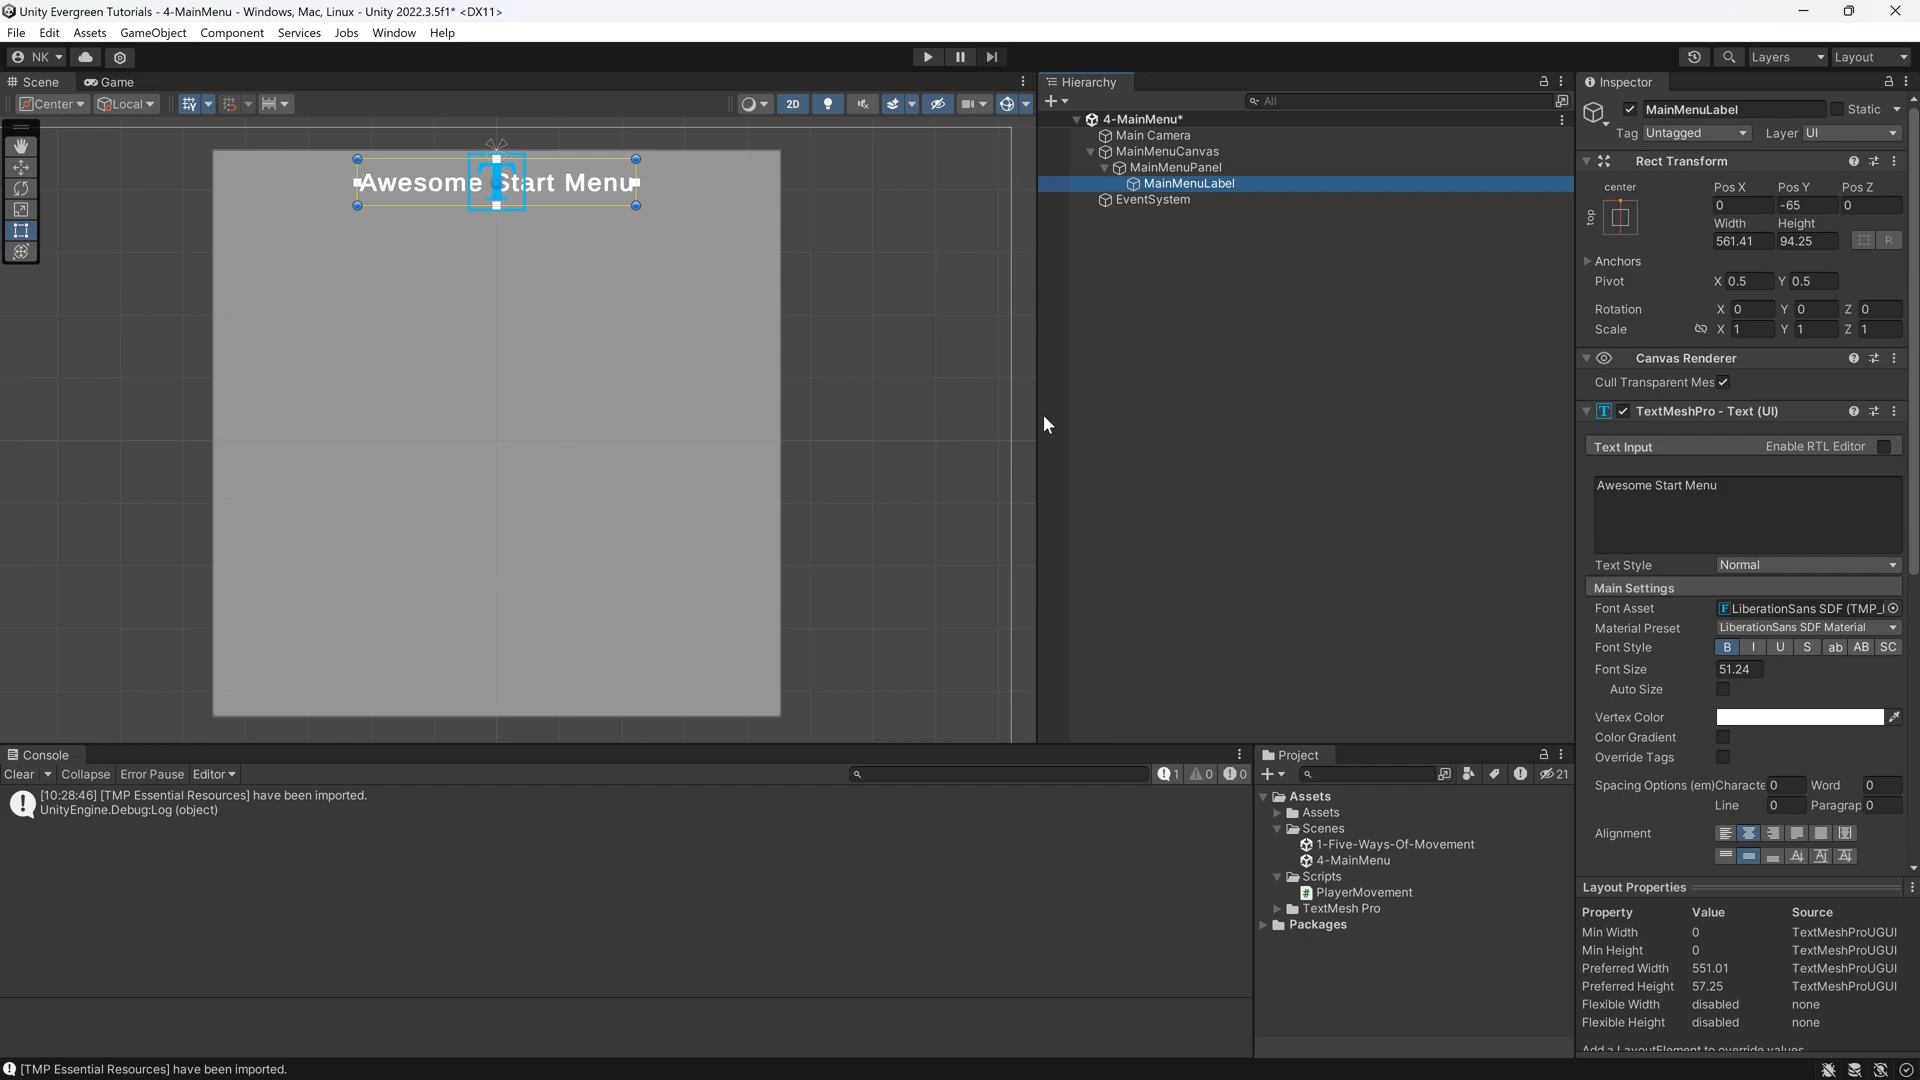 Unity Evergreen Tutorials - 4-MainMenu - Windows, Mac, Linux - Unity 2022.3.5f1* <DX11>
File Edit Assets GameObject Component Services Jobs Window Help
NK Layers Layout
Scene Game
Center Local 2D
Awesome Start Menu
T
Hierarchy
All
4-MainMenu*
Main Camera
MainMenuCanvas
MainMenuPanel
MainMenuLabel
EventSystem
Inspector
MainMenuLabel Static
Tag Untagged Layer UI
Rect Transform
center Pos X Pos Y Pos Z
top 0 -65 0
Width Height
561.41 94.25 R
Anchors
Pivot X 0.5 Y 0.5
Rotation X 0 Y 0 Z 0
Scale X 1 Y 1 Z 1
Canvas Renderer
Cull Transparent Mes
T TextMeshPro - Text (UI)
Text Input Enable RTL Editor
Awesome Start Menu
Text Style Normal
Main Settings
Font Asset F LiberationSans SDF (TMP_
Material Preset LiberationSans SDF Material
Font Style B I U S ab AB SC
Font Size 51.24
Auto Size
Vertex Color
Color Gradient
Override Tags
Spacing Options (em) Characte 0 Word 0
Line 0 Paragrap 0
Alignment
Layout Properties
Property Value Source
Min Width 0 TextMeshProUGUI
Min Height 0 TextMeshProUGUI
Preferred Width 551.01 TextMeshProUGUI
Preferred Height 57.25 TextMeshProUGUI
Flexible Width disabled none
Flexible Height disabled none
Add a LayoutElement to override values
Console
Clear Collapse Error Pause Editor 1 0 0
[10:28:46] [TMP Essential Resources] have been imported.
UnityEngine.Debug:Log (object)
Project
21
Assets
Assets
Scenes
1-Five-Ways-Of-Movement
4-MainMenu
Scripts
# PlayerMovement
TextMesh Pro
Packages
[TMP Essential Resources] have been imported.